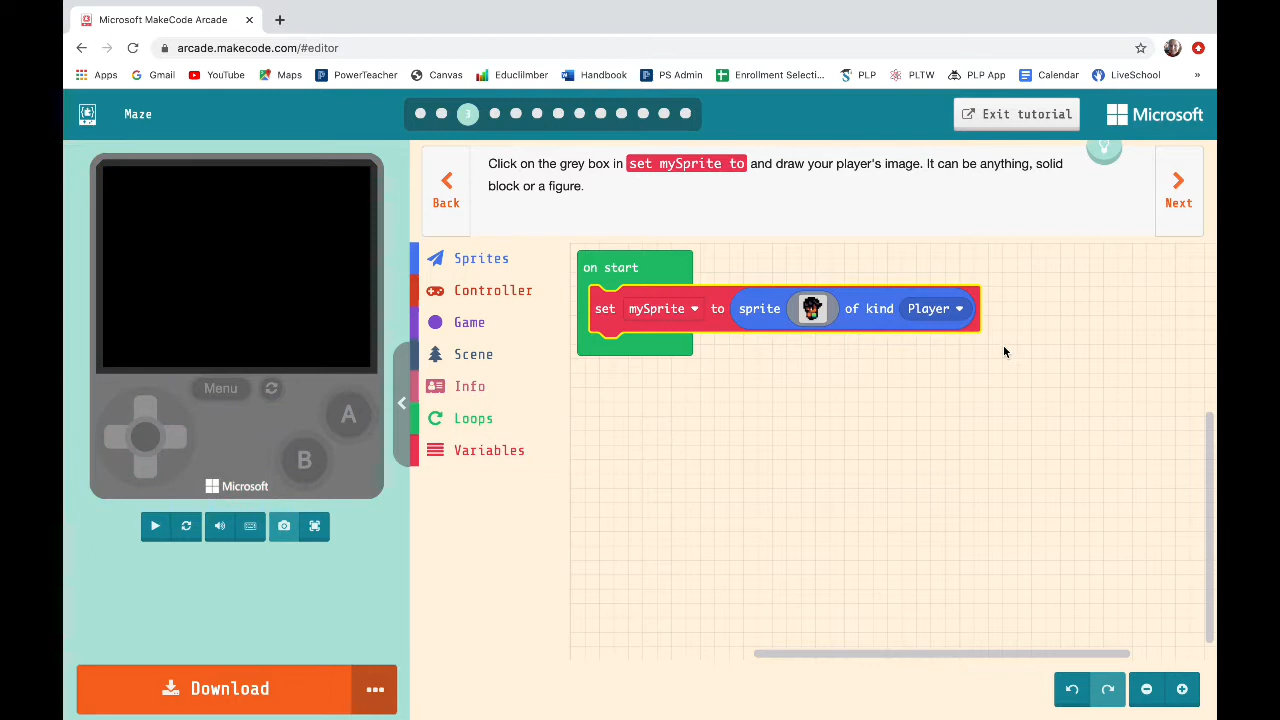 Microsoft MakeCode Arcade
arcade.makecode.com/#editor
Apps
Gmail
YouTube
Maps
PowerTeacher
Canvas
Educlimber
Handbook
PS Admin
Enrollment Selecti...
PLP
PLTW
PLP App
Calendar
LiveSchool
Maze
3
Exit tutorial
Microsoft
Back
Click on the grey box in set mySprite to and draw your player's image. It can be anything, solid
block or a figure.
Next
Sprites
Controller
Game
Scene
Info
Loops
Variables
on start
set mySprite to sprite of kind Player
Menu
A
B
Microsoft
Download